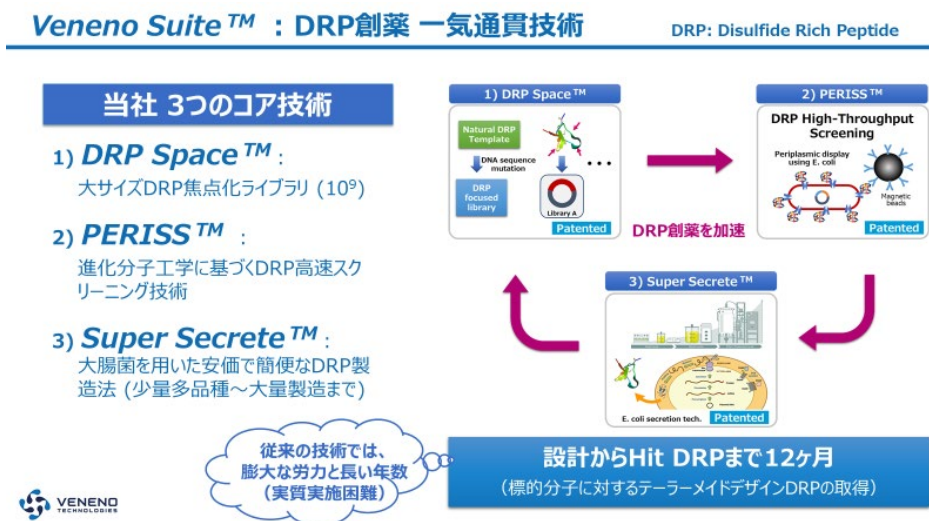 Veneno Suite™ : DRP創薬 一気通貫技術
DRP: Disulfide Rich Peptide
当社 3つのコア技術
1) DRP Space™ :
大サイズDRP焦点化ライブラリ (10⁹)
2) PERISS™ :
進化分子工学に基づくDRP高速スク
リーニング技術
3) Super Secrete™ :
大腸菌を用いた安価で簡便なDRP製
造法 (少量多品種～大量製造まで)
従来の技術では、
膨大な労力と長い年数
(実質実施困難)
VENENO
TECHNOLOGIES
1) DRP Space™
Natural DRP
Template
DNA sequence
mutation
DRP
focused
library
Library A
• • •
Patented
DRP創薬を加速
2) PERISS™
DRP High-Throughput
Screening
Periplasmic display
using E. coli
Magnetic
beads
Patented
3) Super Secrete™
E. coli secretion tech.
Patented
設計からHit DRPまで12ヶ月
(標的分子に対するテーラーメイドデザインDRPの取得)